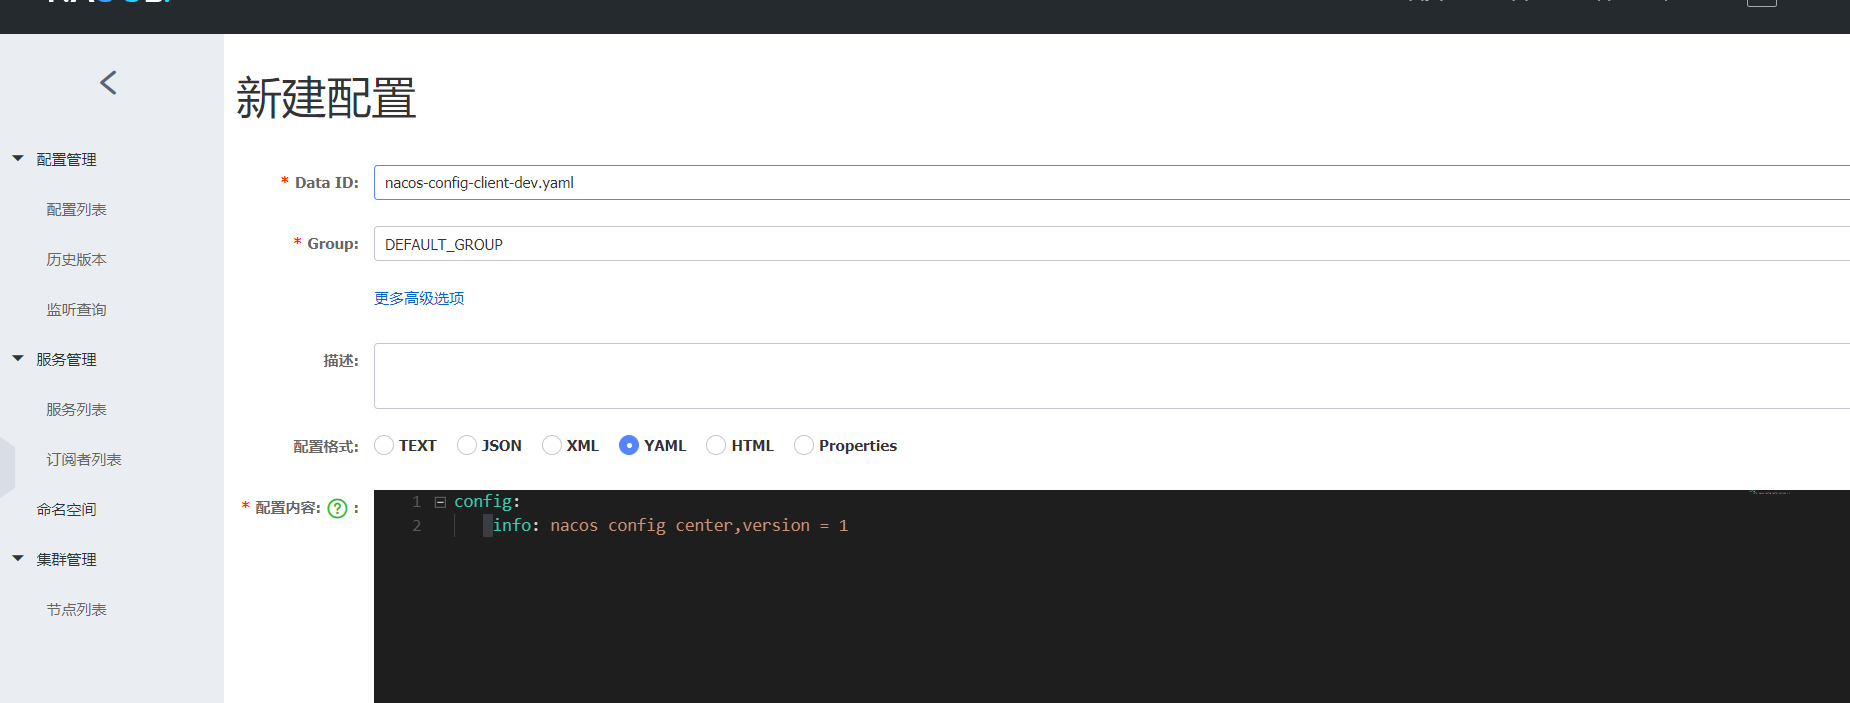 新建配置
配置管理
配置列表
历史版本
监听查询
服务管理
服务列表
订阅者列表
命名空间
集群管理
节点列表
* Data ID: nacos-config-client-dev.yaml
* Group: DEFAULT_GROUP
更多高级选项
描述:
配置格式: TEXT JSON XML YAML HTML Properties
* 配置内容: ? :
1 config:
2 info: nacos config center,version = 1